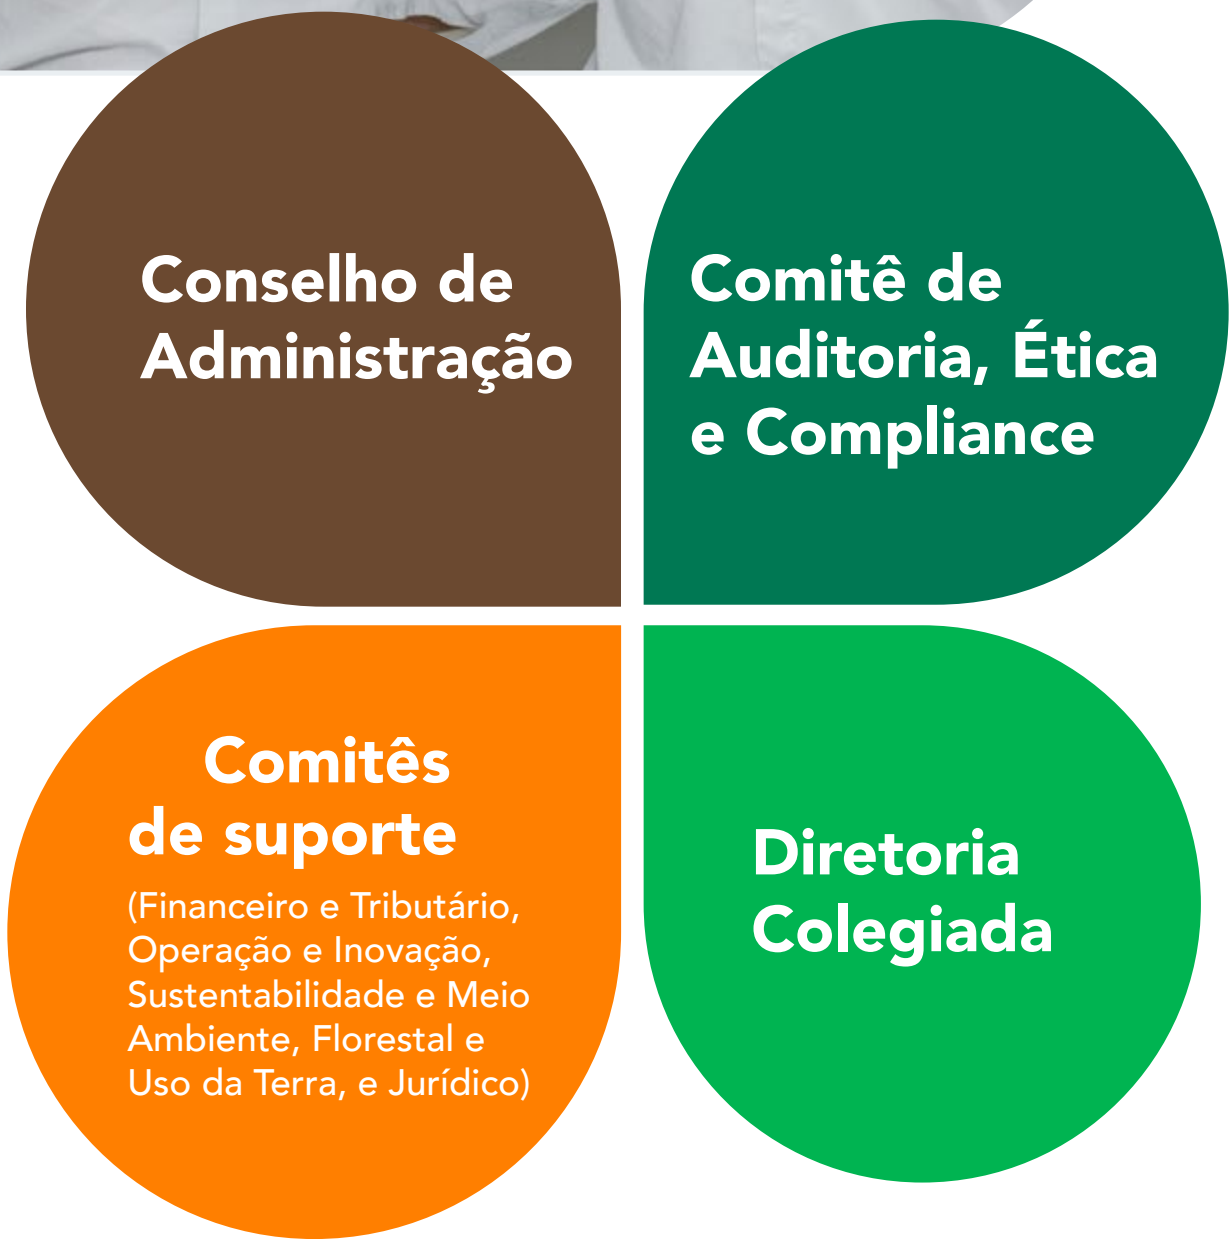 Conselho de
Administração
Comitê de
Auditoria, Ética
e Compliance
Comitês
de suporte
(Financeiro e Tributário,
Operação e Inovação,
Sustentabilidade e Meio
Ambiente, Florestal e
Uso da Terra, e Jurídico)
Diretoria
Colegiada